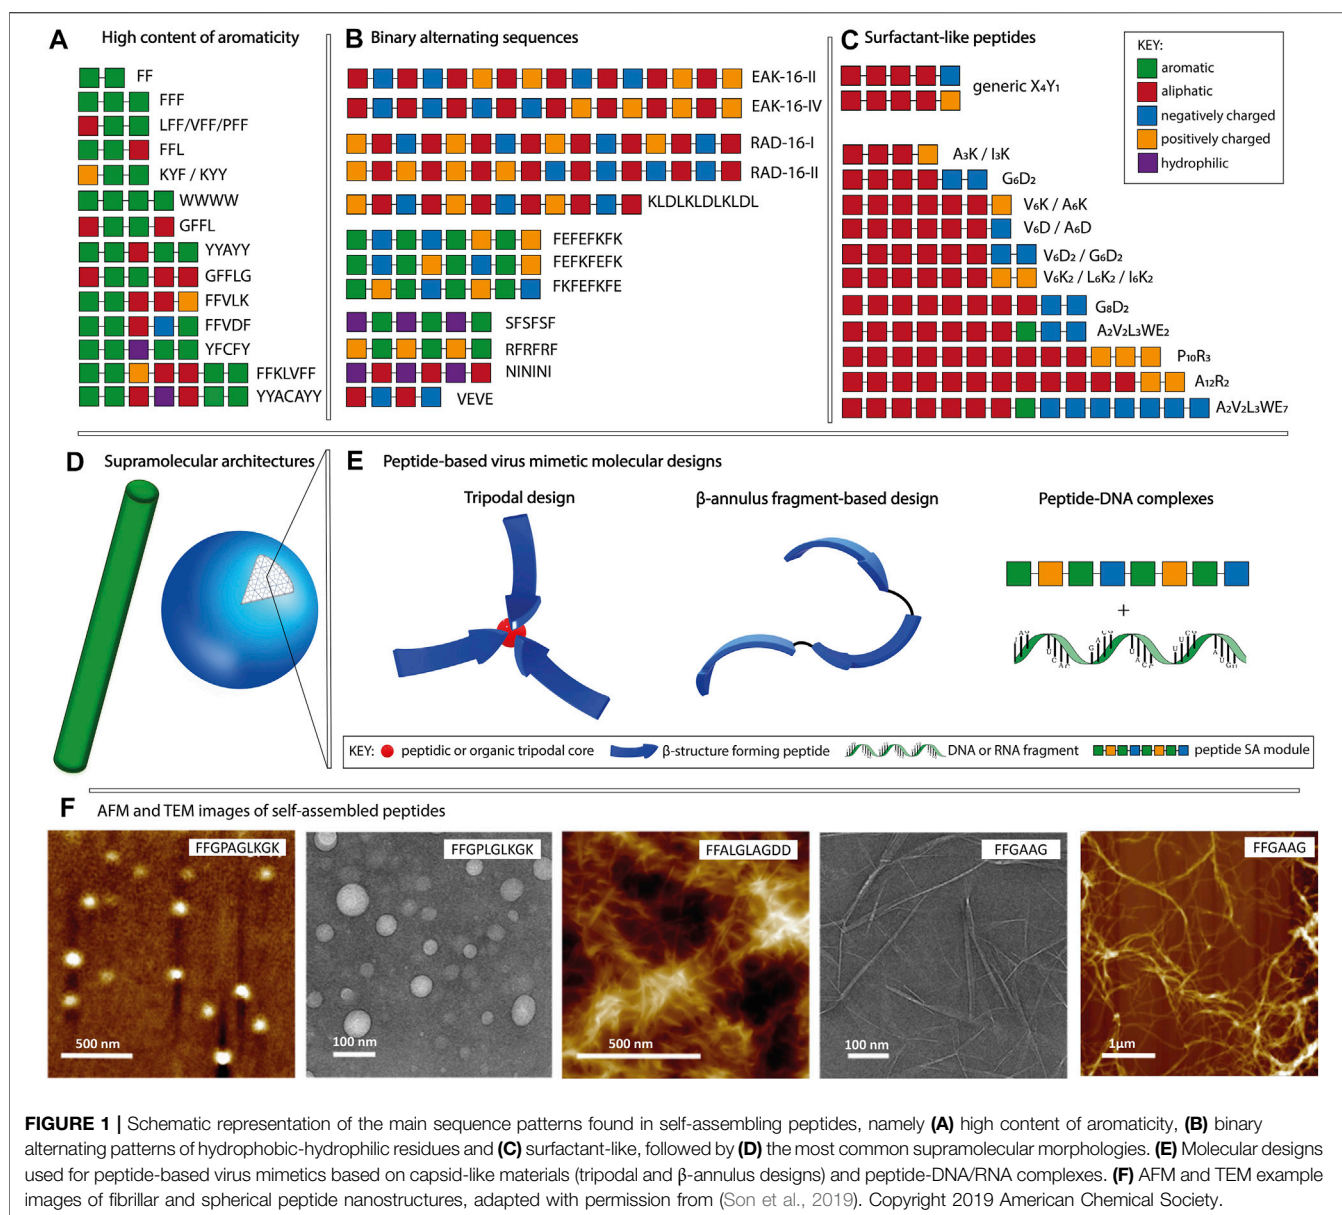 A High content of aromaticity
FF
FFF
LFF/VFF/PFF
FFL
KYF / KYY
WWWW
GFFL
YYAYY
GFFLG
FFVLK
FFVDF
YFCFY
FFKLVFF
YYACAYY
B Binary alternating sequences
EAK-16-II
EAK-16-IV
RAD-16-I
RAD-16-II
KLDLKLDLKLDL
FEFEFKFK
FEFKFEFK
FKFEFKFE
SFSFSF
RFRFRF
NININI
VEVE
C Surfactant-like peptides
generic X₄Y₁
A₃K / I₃K
G₆D₂
V₆K / A₆K
V₆D / A₆D
V₆D₂ / G₆D₂
V₆K₂ / L₆K₂ / I₆K₂
G₈D₂
A₂V₂L₃WE₂
P₁₀R₃
A₁₂R₂
A₂V₂L₃WE₇
KEY:
aromatic
aliphatic
negatively charged
positively charged
hydrophilic
D Supramolecular architectures
E Peptide-based virus mimetic molecular designs
Tripodal design
β-annulus fragment-based design
Peptide-DNA complexes
+
KEY: peptidic or organic tripodal core β-structure forming peptide DNA or RNA fragment peptide SA module
F AFM and TEM images of self-assembled peptides
FFGPAGLKGK
500 nm
FFGPLGLKGK
100 nm
FFALGLAGDD
500 nm
FFGAAG
100 nm
FFGAAG
1μm
FIGURE 1 | Schematic representation of the main sequence patterns found in self-assembling peptides, namely (A) high content of aromaticity, (B) binary
alternating patterns of hydrophobic-hydrophilic residues and (C) surfactant-like, followed by (D) the most common supramolecular morphologies. (E) Molecular designs
used for peptide-based virus mimetics based on capsid-like materials (tripodal and β-annulus designs) and peptide-DNA/RNA complexes. (F) AFM and TEM example
images of fibrillar and spherical peptide nanostructures, adapted with permission from (Son et al., 2019). Copyright 2019 American Chemical Society.